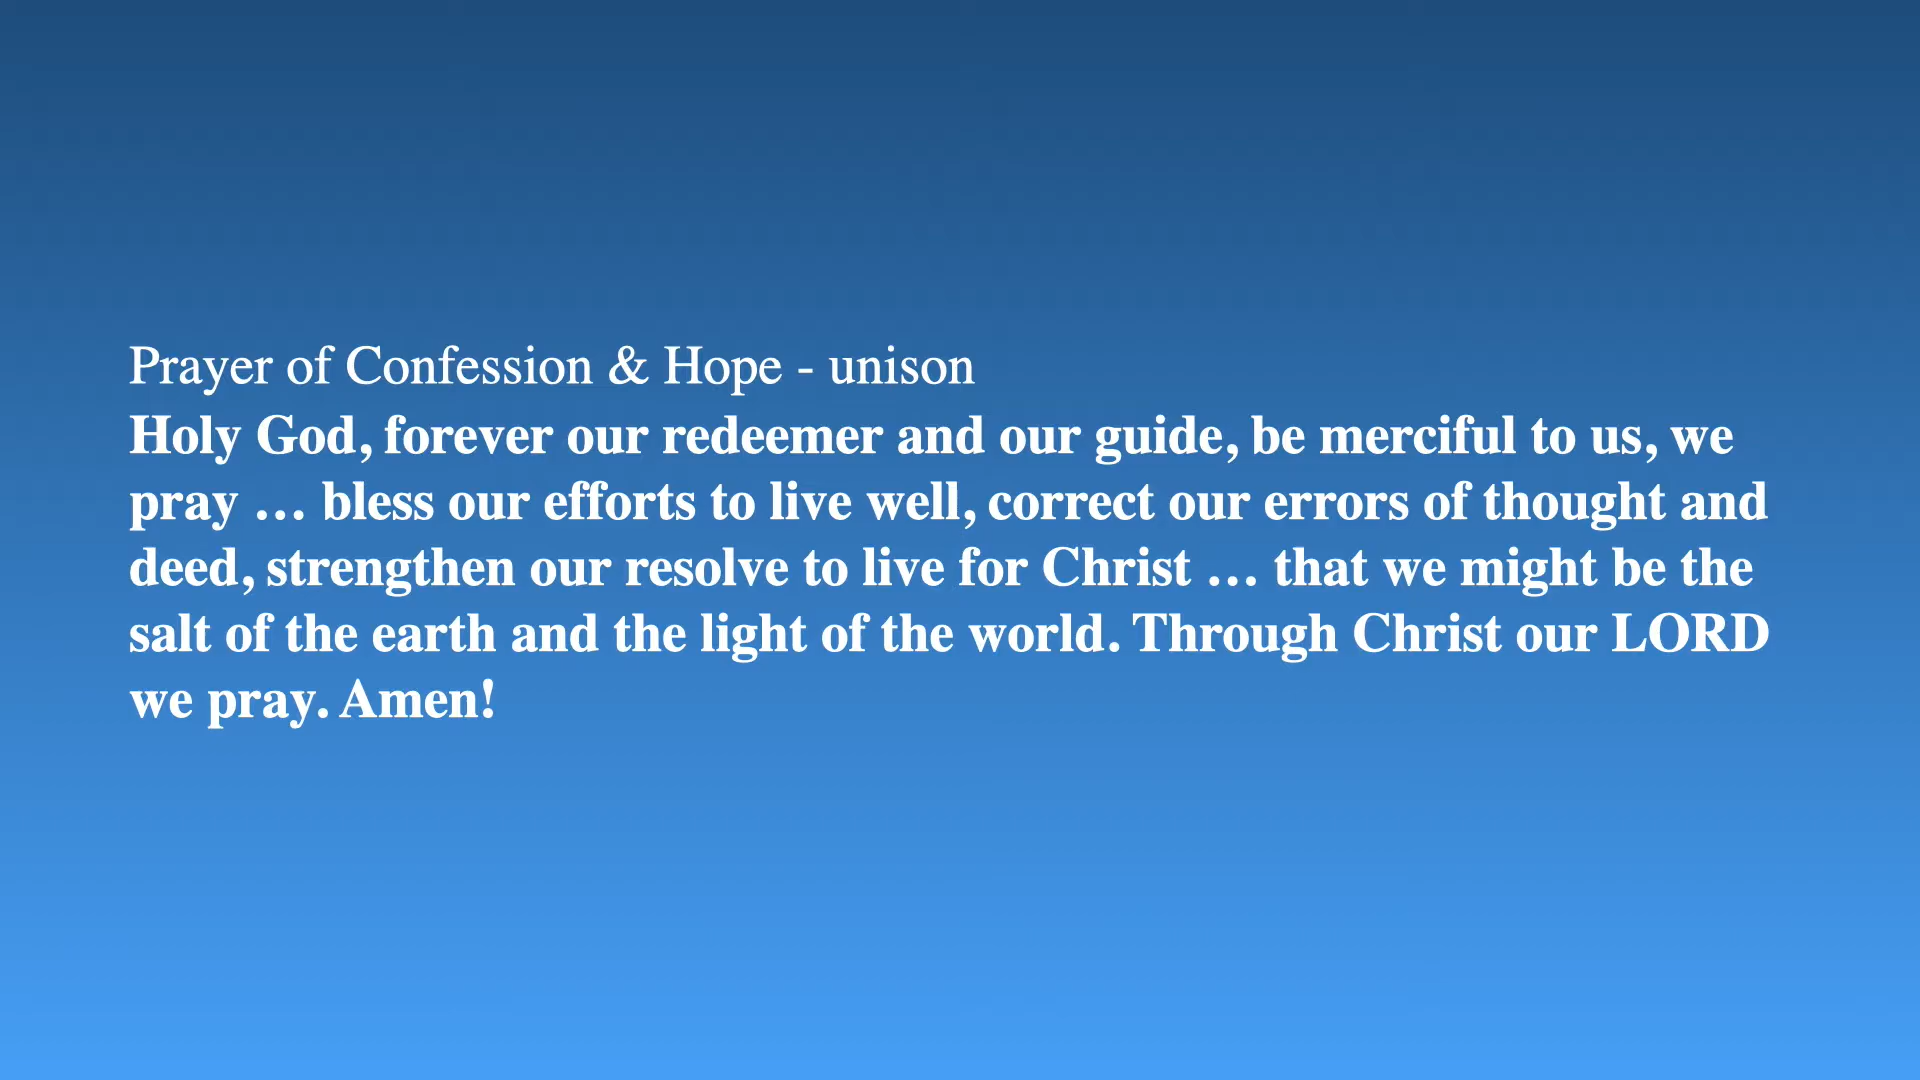 Prayer of Confession & Hope - unison
Holy God, forever our redeemer and our guide, be merciful to us, we
pray … bless our efforts to live well, correct our errors of thought and
deed, strengthen our resolve to live for Christ … that we might be the
salt of the earth and the light of the world. Through Christ our LORD
we pray. Amen!